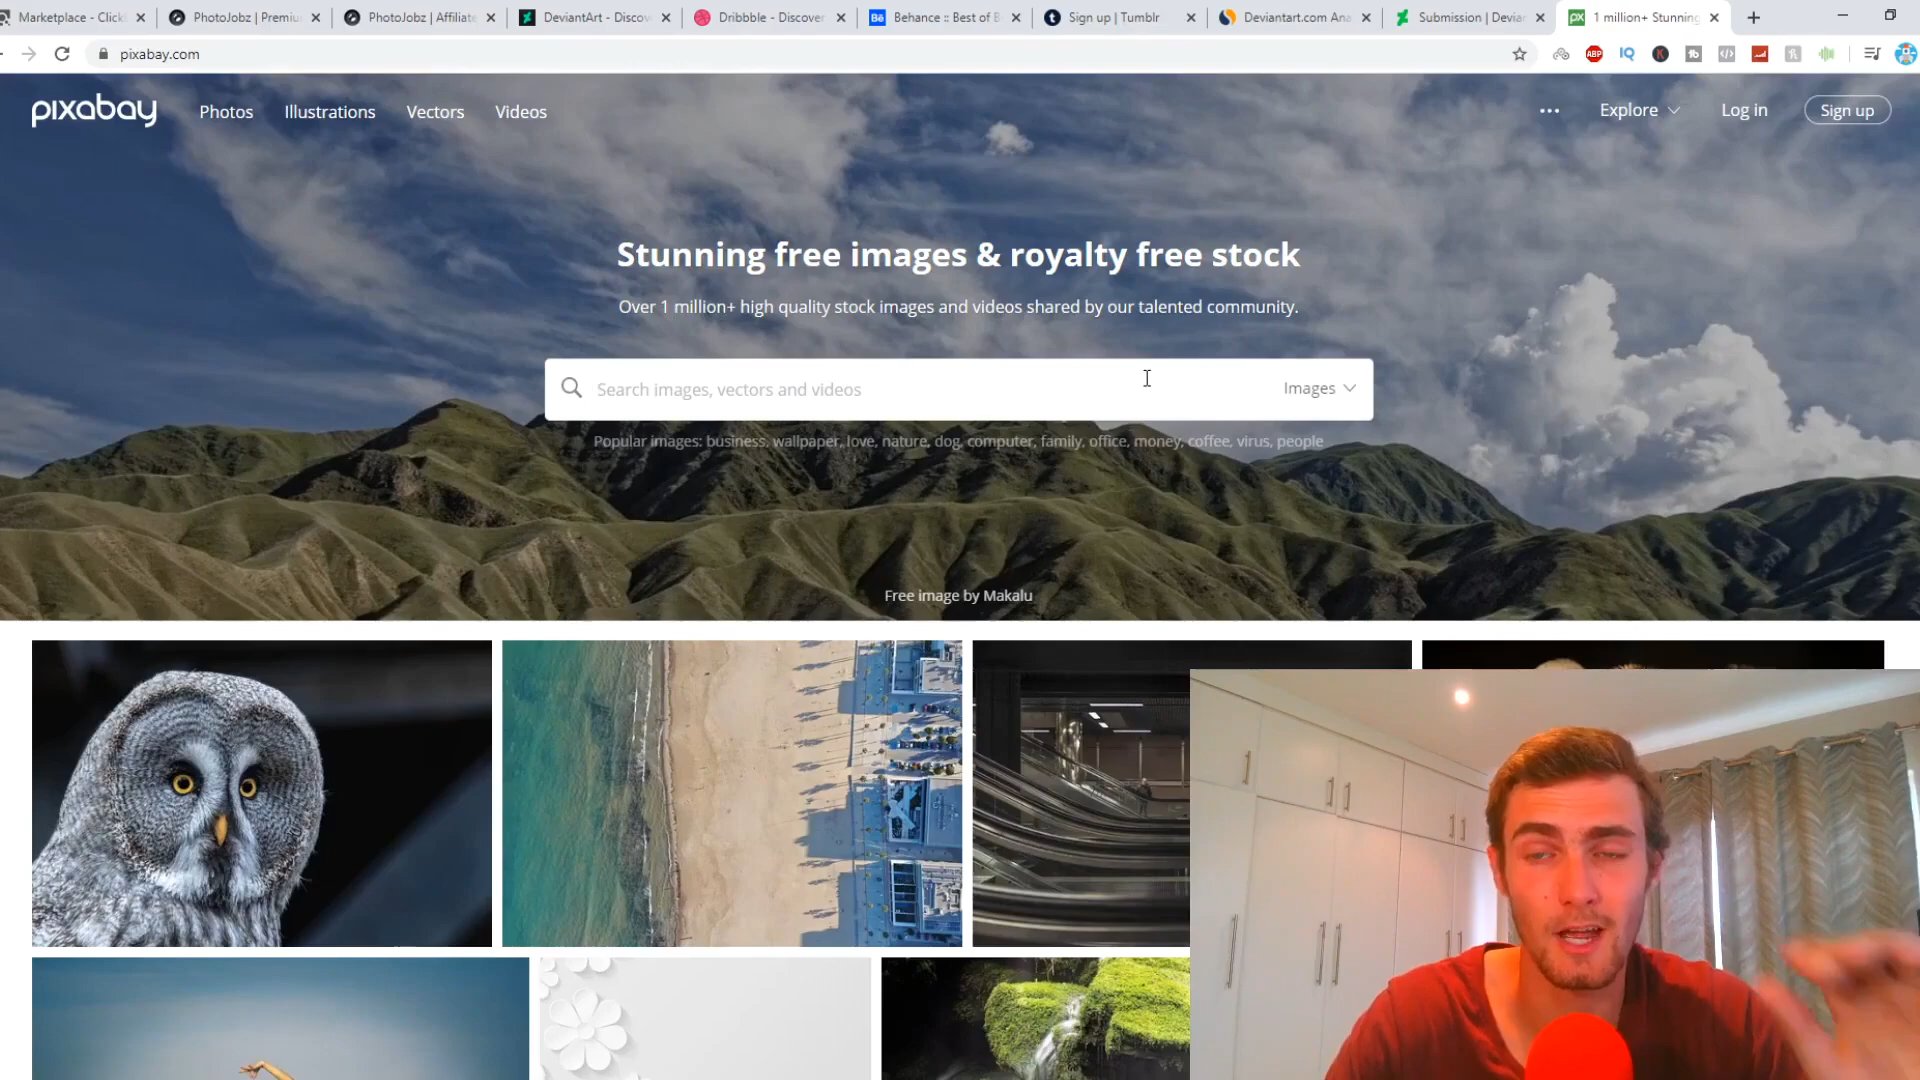 Marketplace - Click
PhotoJobz | Premiu
PhotoJobz | Affiliate
DeviantArt - Discov
Dribbble - Discover
Behance :: Best of B
Sign up | Tumblr
Deviantart.com Ana
Submission | Devia
1 million+ Stunning
pixabay.com
ABP
IQ
pixabay
Photos
Illustrations
Vectors
Videos
Explore
Log in
Sign up
Stunning free images & royalty free stock
Over 1 million+ high quality stock images and videos shared by our talented community.
Search images, vectors and videos
Images
Popular images: business, wallpaper, love, nature, dog, computer, family, office, money, coffee, virus, people
Free image by Makalu